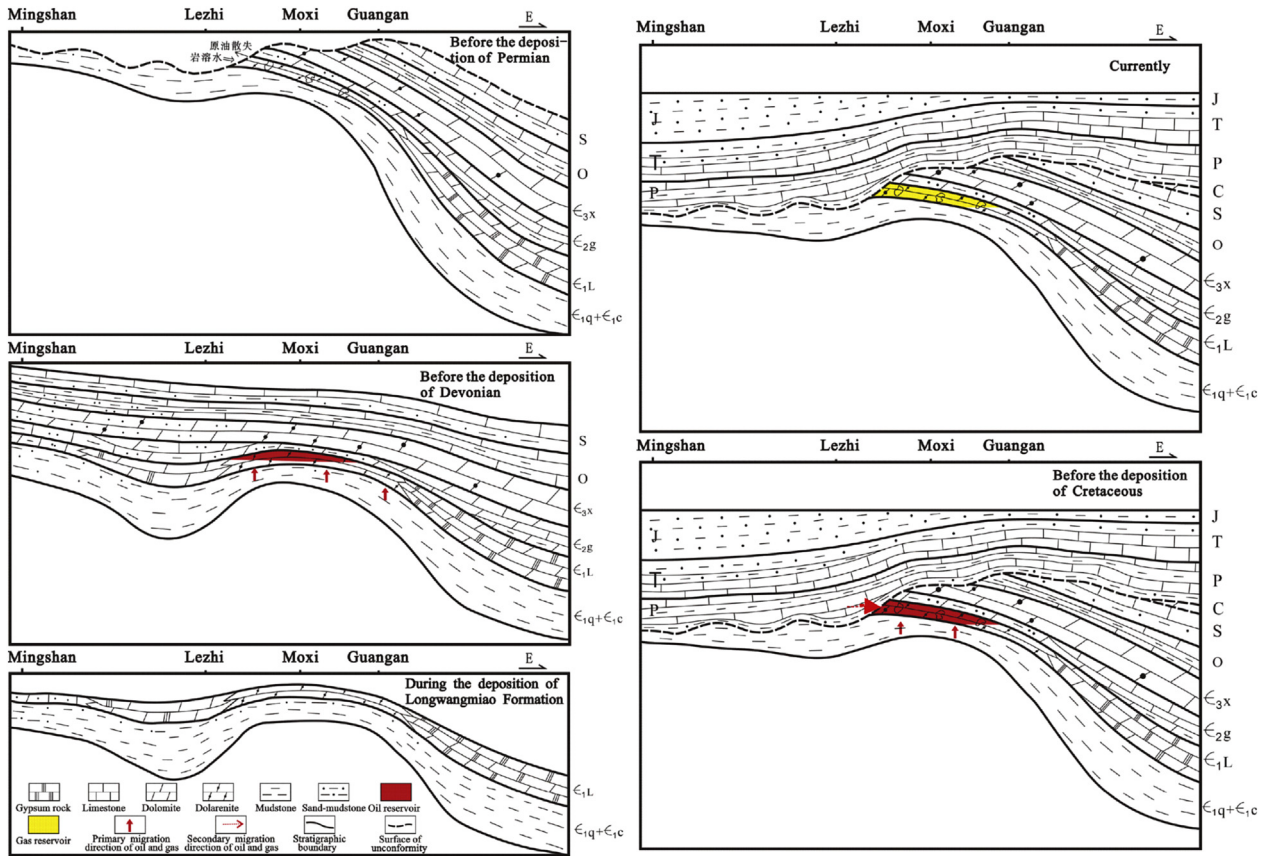 Mingshan Lezhi Moxi Guangan E
Before the deposi-
tion of Permian
原油散失
岩溶水
S
O
∈₃x
∈₂g
∈₁L
∈₁q+∈₁c
Mingshan Lezhi Moxi Guangan E
Before the deposition
of Devonian
S
O
∈₃x
∈₂g
∈₁L
∈₁q+∈₁c
Mingshan Lezhi Moxi Guangan E
During the deposition of
Longwangmiao Formation
∈₁L
∈₁q+∈₁c
Gypsum rock Limestone Dolomite Dolarenite Mudstone Sand-mudstone Oil reservoir
Gas reservoir Primary migration direction of oil and gas Secondary migration direction of oil and gas Stratigraphic boundary Surface of unconformity
Mingshan Lezhi Moxi Guangan E
Currently
J J
T
T
P
P
C
S
O
∈₃x
∈₂g
∈₁L
∈₁q+∈₁c
Mingshan Lezhi Moxi Guangan E
Before the deposition
of Cretaceous
J
J
T
T
P
P C
S
O
∈₃x
∈₂g
∈₁L
∈₁q+∈₁c